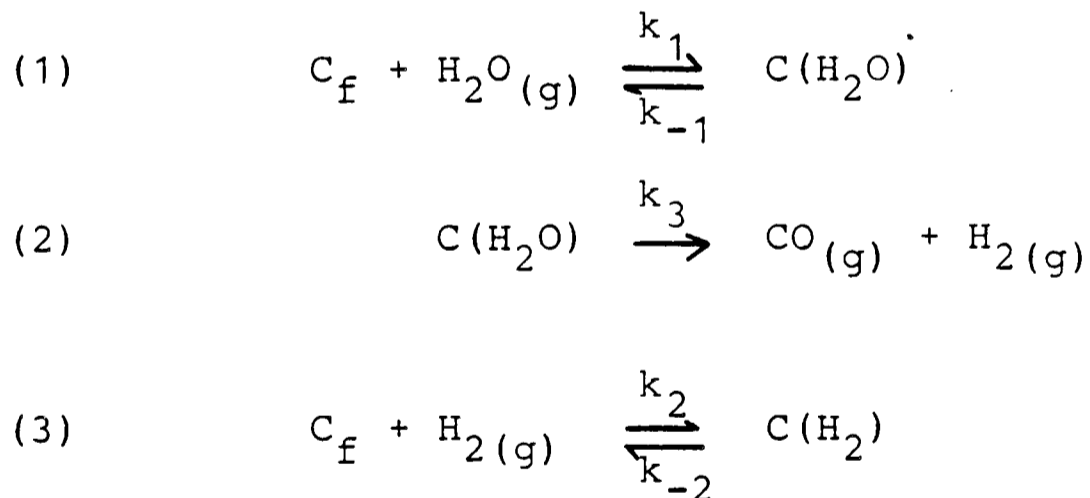 (1) C_f + H_2O_(g) k_1 ⇌ k_-1 C(H_2O)
(2) C(H_2O) k_3 → CO_(g) + H_2(g)
(3) C_f + H_2(g) k_2 ⇌ k_-2 C(H_2)